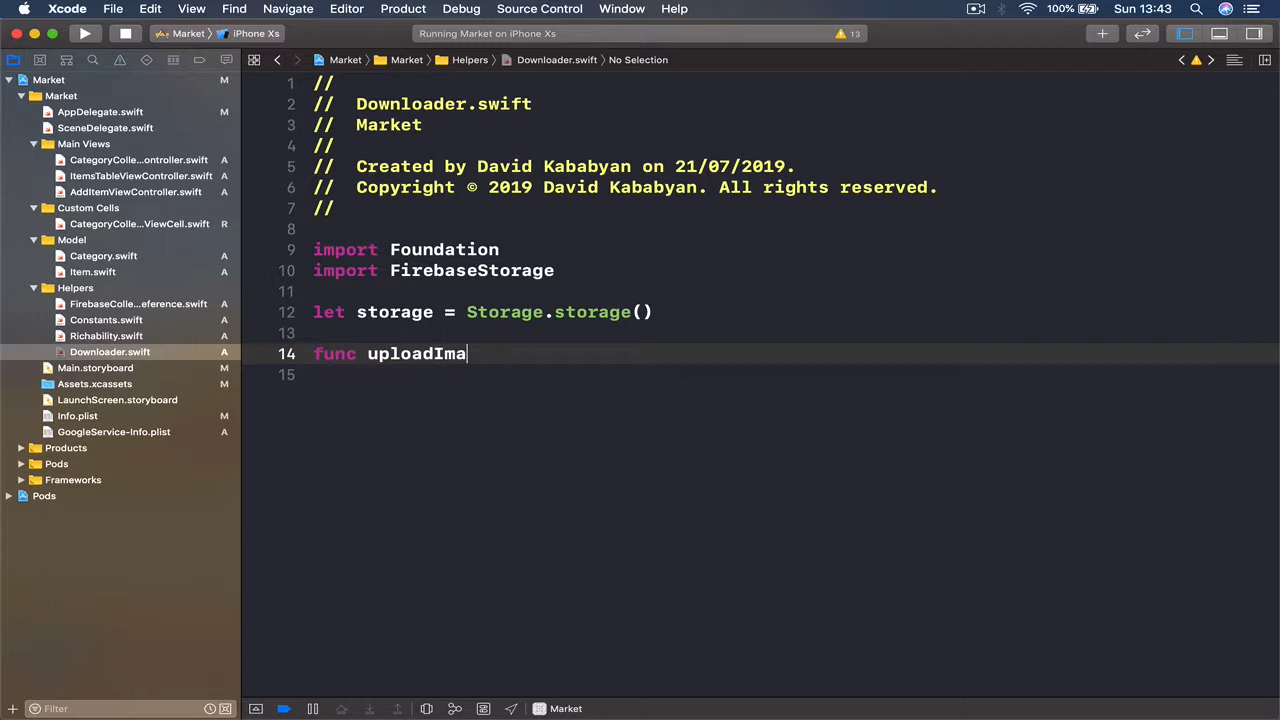 Xcode File Edit View Find Navigate Editor Product Debug Source Control Window Help 100% Sun 13:43
Market 〉 iPhone Xs Running Market on iPhone Xs 13
Market 〉 Market 〉 Helpers 〉 Downloader.swift 〉 No Selection
Market M
Market
AppDelegate.swift M
SceneDelegate.swift
Main Views
CategoryColle...ontroller.swift A
ItemsTableViewController.swift A
AddItemViewController.swift A
Custom Cells
CategoryColle...ViewCell.swift R
Model
Category.swift A
Item.swift A
Helpers
FirebaseColle...eference.swift A
Constants.swift A
Richability.swift A
Downloader.swift A
Main.storyboard M
Assets.xcassets M
LaunchScreen.storyboard
Info.plist M
GoogleService-Info.plist A
Products
Pods
Frameworks
Pods
Filter
1 //
2 // Downloader.swift
3 // Market
4 //
5 // Created by David Kababyan on 21/07/2019.
6 // Copyright © 2019 David Kababyan. All rights reserved.
7 //
8
9 import Foundation
10 import FirebaseStorage
11
12 let storage = Storage.storage()
13
14 func uploadIma
15
Market